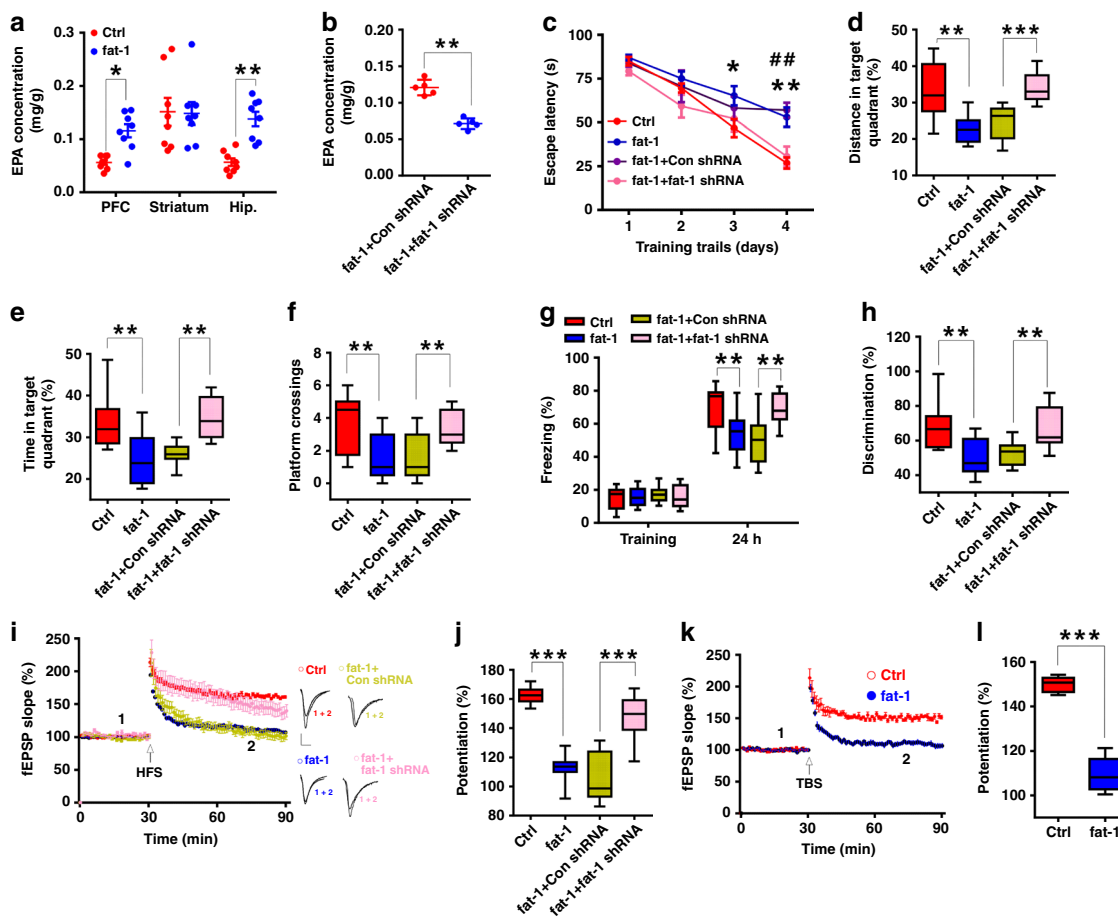 a
Ctrl
fat-1
EPA concentration
(mg/g)
0.3
0.2
0.1
0.0
*
**
PFC
Striatum
Hip.
b
EPA concentration
(mg/g)
0.20
0.15
0.10
0.05
0.00
**
fat-1+Con shRNA
fat-1+fat-1 shRNA
c
Escape latency
(s)
100
75
50
25
0
*
##
**
Ctrl
fat-1
fat-1+Con shRNA
fat-1+fat-1 shRNA
1
2
3
4
Training trails (days)
d
Distance in target
quadrant (%)
50
40
30
20
10
**
***
Ctrl
fat-1
fat-1+Con shRNA
fat-1+fat-1 shRNA
e
Time in target
quadrant (%)
50
40
30
20
**
**
Ctrl
fat-1
fat-1+Con shRNA
fat-1+fat-1 shRNA
f
Platform crossings
8
6
4
2
0
**
**
Ctrl
fat-1
fat-1+Con shRNA
fat-1+fat-1 shRNA
g
Ctrl
fat-1
fat-1+Con shRNA
fat-1+fat-1 shRNA
Freezing (%)
100
80
60
40
20
0
**
**
Training
24 h
h
Discrimination (%)
120
100
80
60
40
**
**
Ctrl
fat-1
fat-1+Con shRNA
fat-1+fat-1 shRNA
i
fEPSP slope (%)
250
200
150
100
50
0
1
2
HFS
0
30
60
90
Time (min)
Ctrl
fat-1+
Con shRNA
1 + 2
1 + 2
fat-1
fat-1+
fat-1 shRNA
1 + 2
1 + 2
j
Potentiation (%)
200
180
160
140
120
100
80
***
***
Ctrl
fat-1
fat-1+Con shRNA
fat-1+fat-1 shRNA
k
fEPSP slope (%)
250
200
150
100
50
0
Ctrl
fat-1
1
2
TBS
0
30
60
90
Time (min)
l
Potentiation (%)
160
140
120
100
***
Ctrl
fat-1